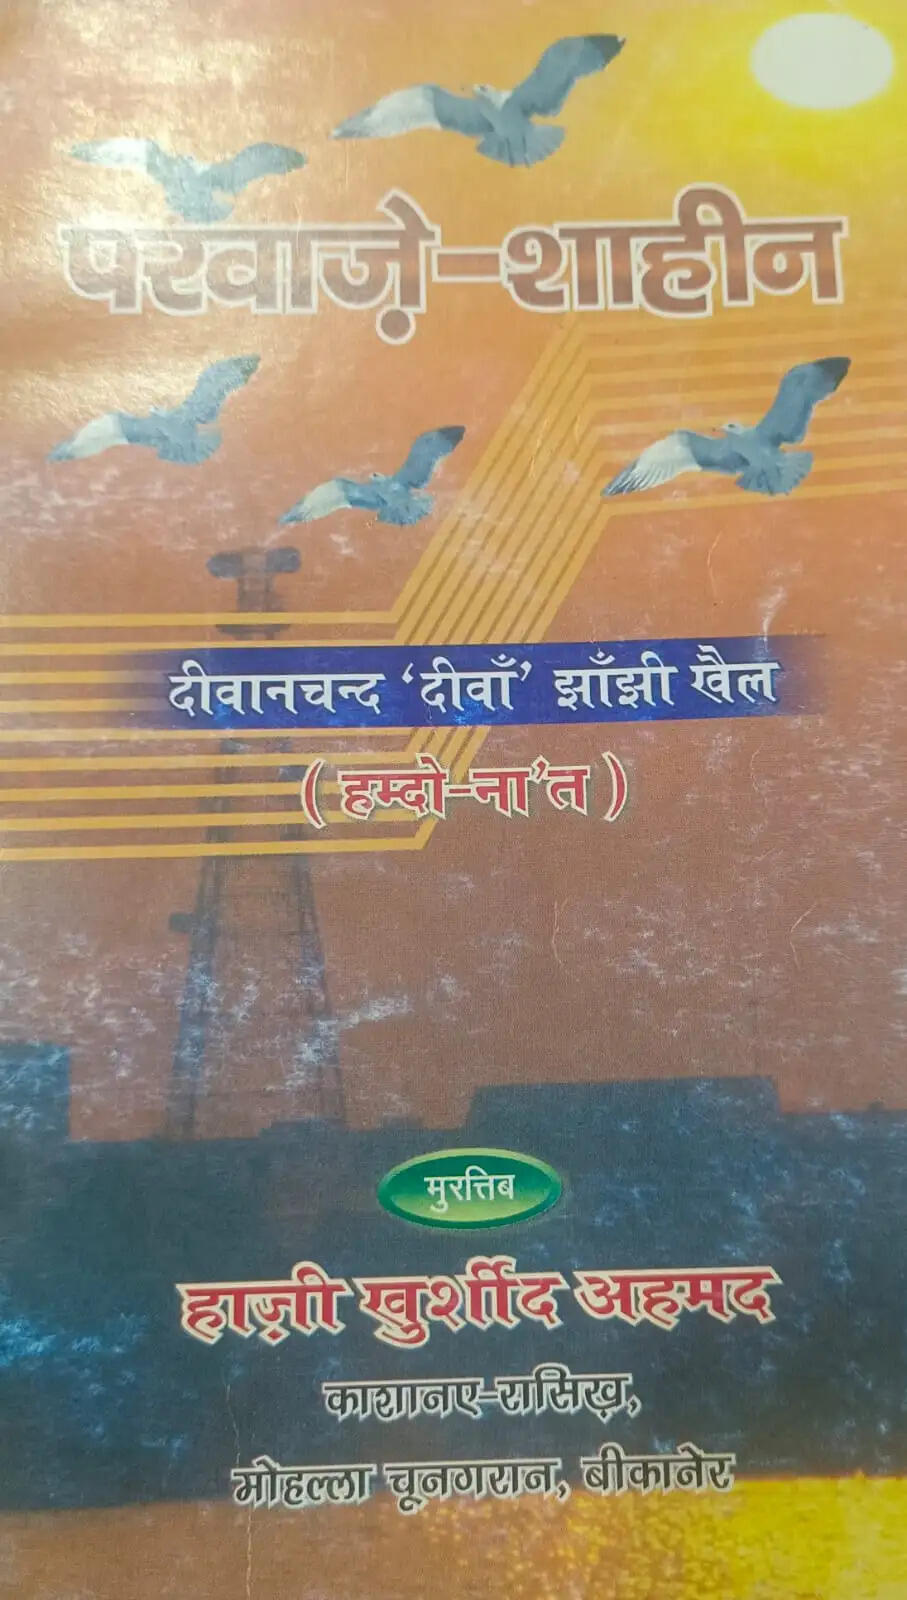 परवाज़े-शाहीन
दीवानचन्द ‘दीवाँ’ झाँझी खैल
( हम्दो-ना’त )
मुरत्तिब
हाज़ी खुर्शीद अहमद
काशानए-रासिख़,
मोहल्ला चूनगरान, बीकानेर